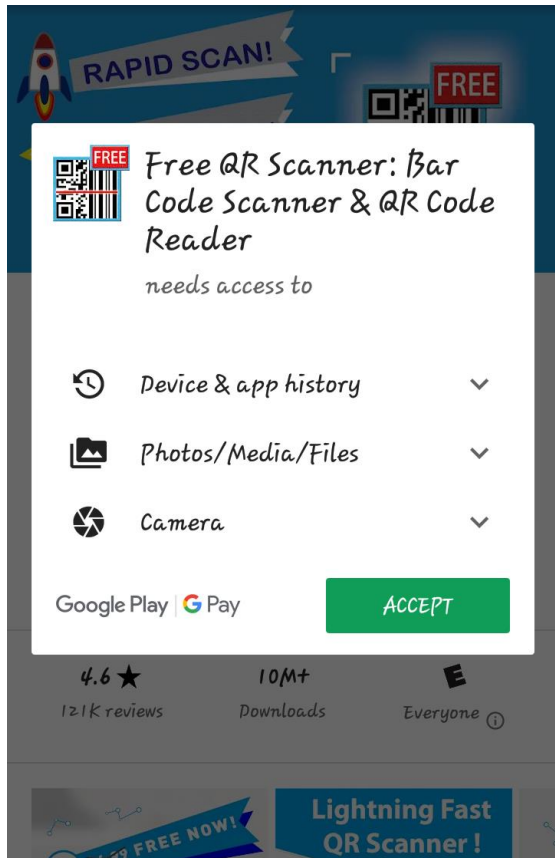 RAPID SCAN!
FREE
FREE
Free QR Scanner: Bar
Code Scanner & QR Code
Reader
needs access to
Device & app history
Photos/Media/Files
Camera
Google Play | G Pay
ACCEPT
4.6 ★
10M+
E
121K reviews
Downloads
Everyone
FREE NOW!
Lightning Fast
QR Scanner !